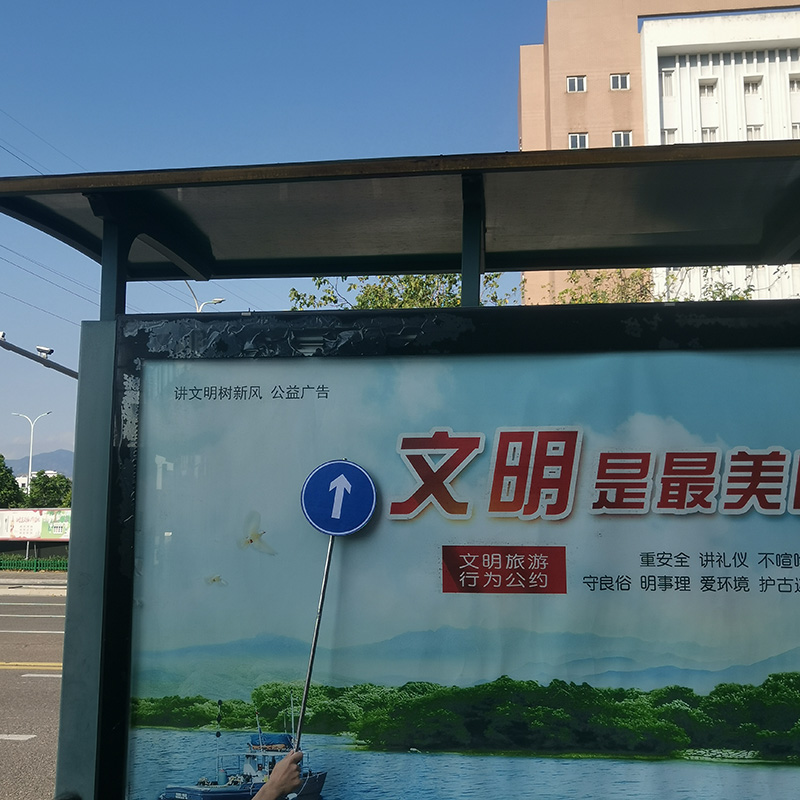 讲文明树新风 公益广告
文明是最美
文明旅游
行为公约
重安全 讲礼仪 不喧
守良俗 明事理 爱环境 护古